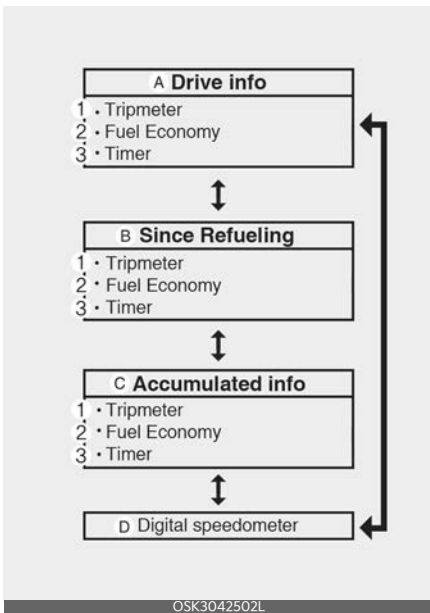 A Drive info
1 • Tripmeter
2 • Fuel Economy
3 • Timer
B Since Refueling
1 • Tripmeter
2 • Fuel Economy
3 • Timer
C Accumulated info
1 • Tripmeter
2 • Fuel Economy
3 • Timer
D Digital speedometer
OSK3042502L